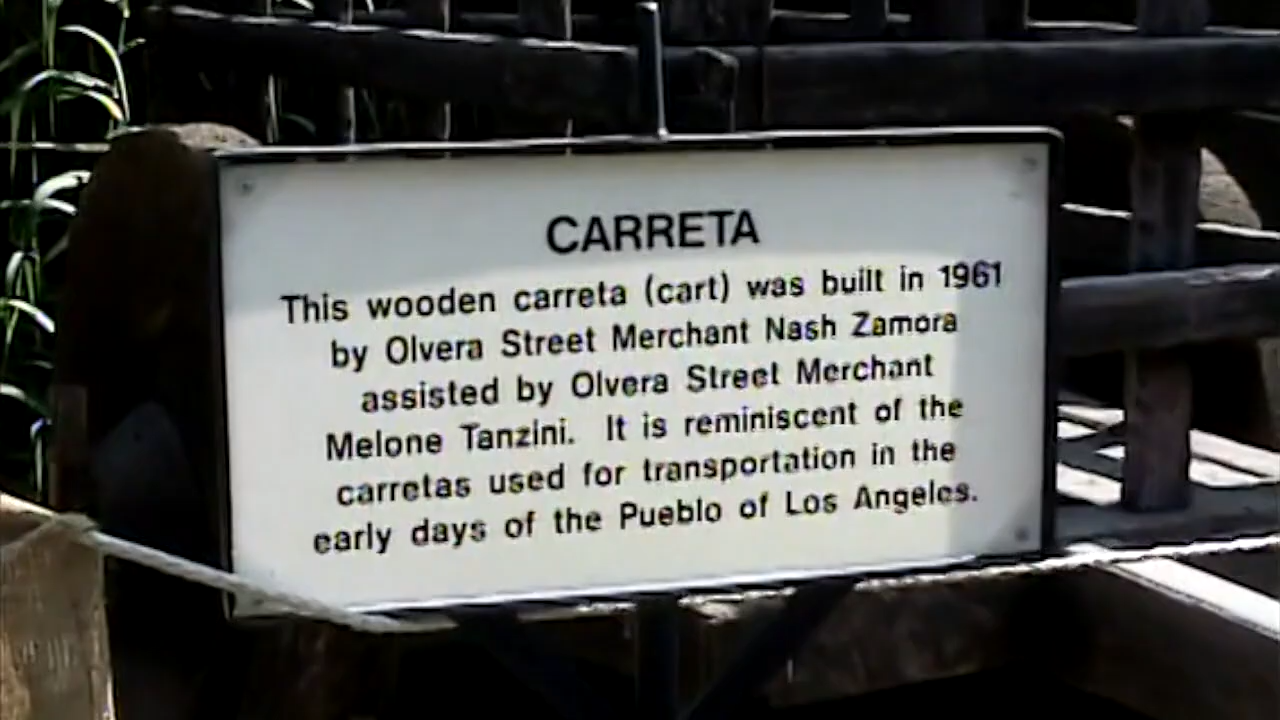 CARRETA
This wooden carreta (cart) was built in 1961
by Olvera Street Merchant Nash Zamora
assisted by Olvera Street Merchant
Melone Tanzini. It is reminiscent of the
carretas used for transportation in the
early days of the Pueblo of Los Angeles.